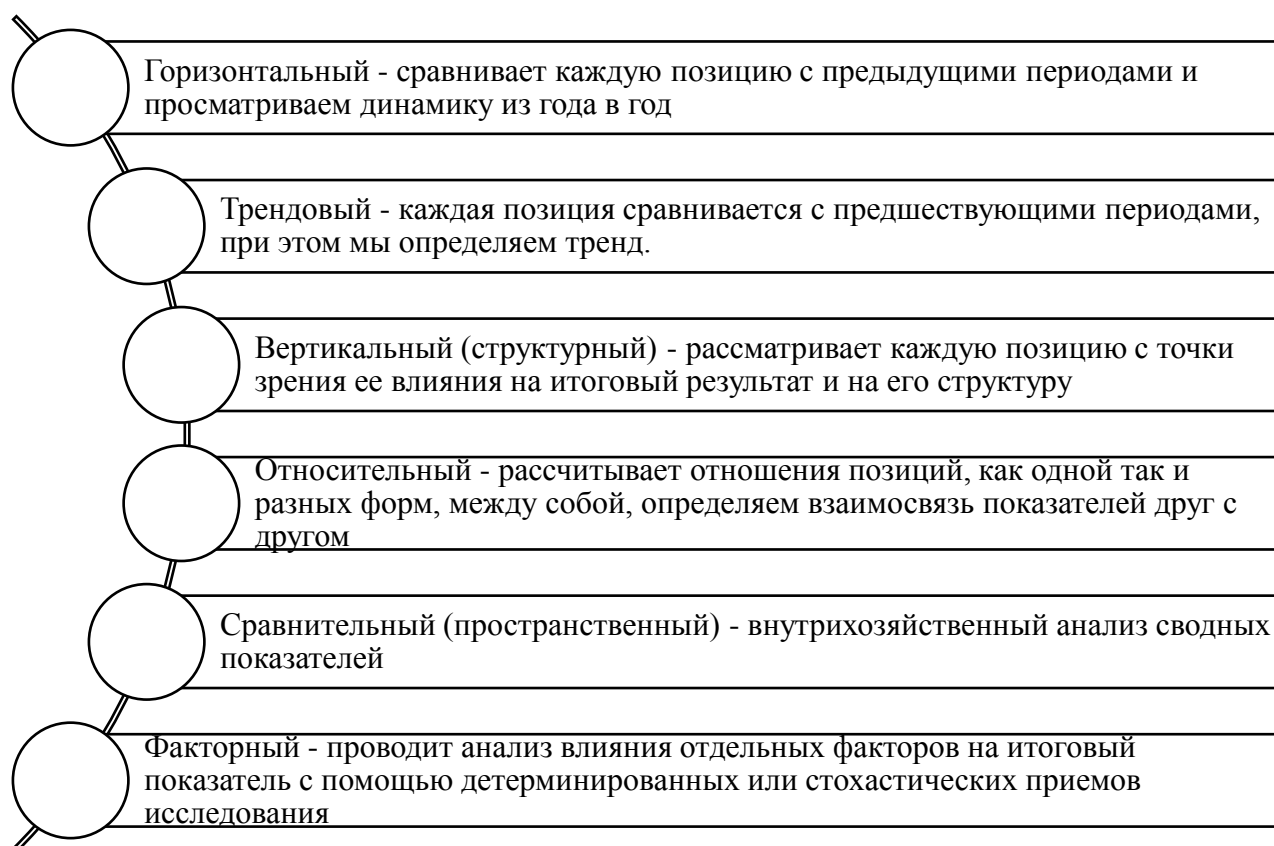 Горизонтальный - сравнивает каждую позицию с предыдущими периодами и
просматриваем динамику из года в год
Трендовый - каждая позиция сравнивается с предшествующими периодами,
при этом мы определяем тренд.
Вертикальный (структурный) - рассматривает каждую позицию с точки
зрения ее влияния на итоговый результат и на его структуру
Относительный - рассчитывает отношения позиций, как одной так и
разных форм, между собой, определяем взаимосвязь показателей друг с
другом
Сравнительный (пространственный) - внутрихозяйственный анализ сводных
показателей
Факторный - проводит анализ влияния отдельных факторов на итоговый
показатель с помощью детерминированных или стохастических приемов
исследования